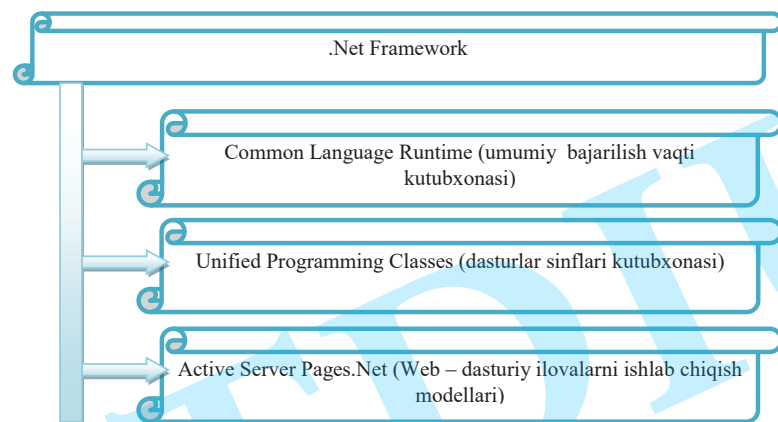 .Net Framework
Common Language Runtime (umumiy bajarilish vaqti
kutubxonasi)
Unified Programming Classes (dasturlar sinflari kutubxonasi)
Active Server Pages.Net (Web – dasturiy ilovalarni ishlab chiqish
modellari)